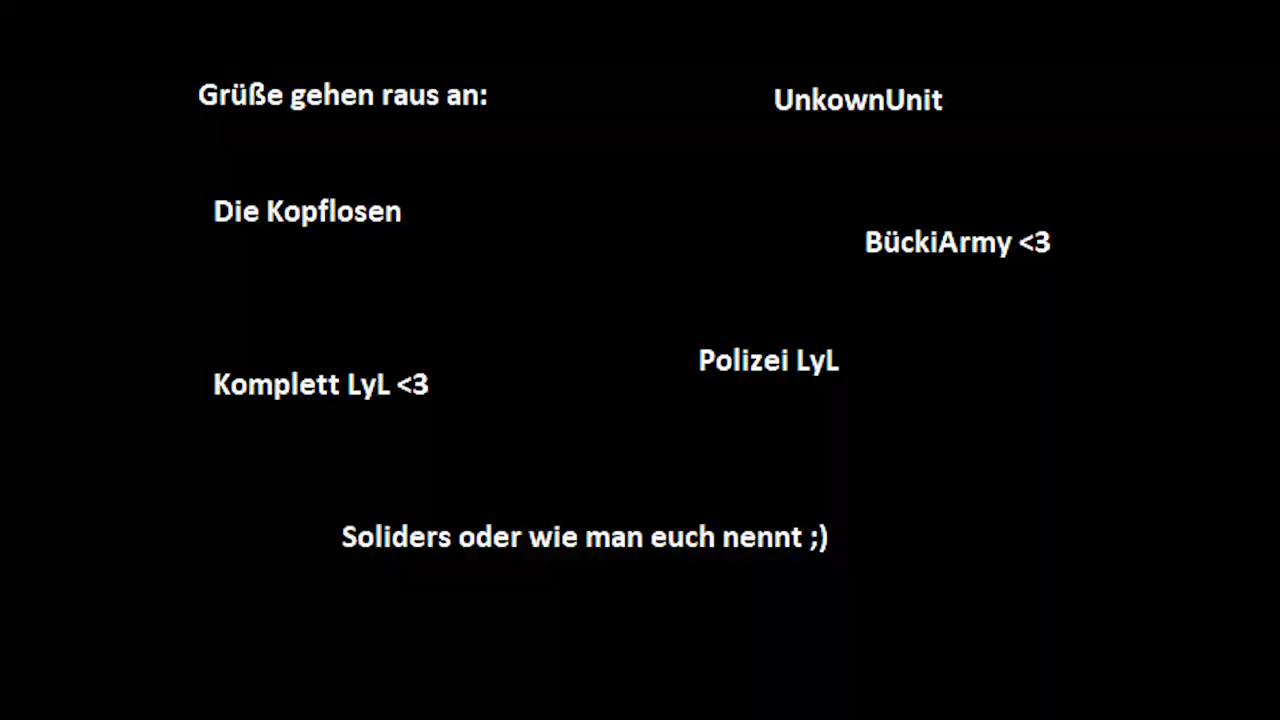 Grüße gehen raus an:
UnkownUnit
Die Kopflosen
BückiArmy <3
Polizei LyL
Komplett LyL <3
Soliders oder wie man euch nennt ;)